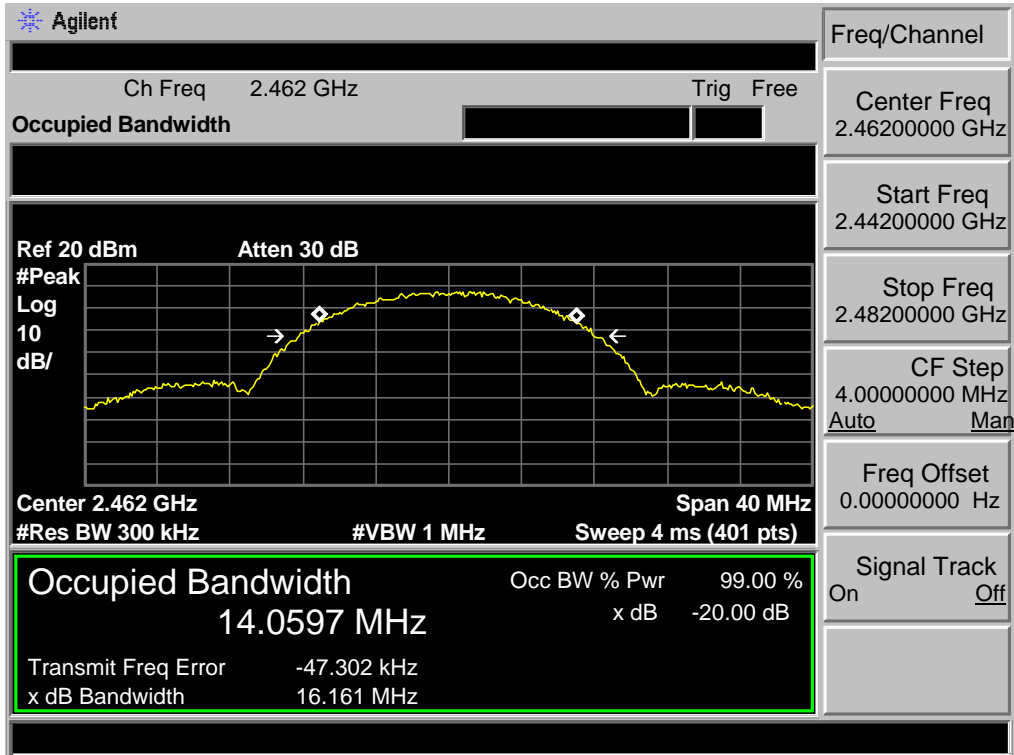 Agilent
Freq/Channel
Ch Freq 2.462 GHz Trig Free
Occupied Bandwidth
Center Freq
2.46200000 GHz
Start Freq
2.44200000 GHz
Stop Freq
2.48200000 GHz
CF Step
4.00000000 MHz
Auto Man
Freq Offset
0.00000000 Hz
Signal Track
On Off
Ref 20 dBm Atten 30 dB
#Peak
Log
10
dB/
Center 2.462 GHz Span 40 MHz
#Res BW 300 kHz #VBW 1 MHz Sweep 4 ms (401 pts)
Occupied Bandwidth Occ BW % Pwr 99.00 %
14.0597 MHz x dB -20.00 dB
Transmit Freq Error -47.302 kHz
x dB Bandwidth 16.161 MHz